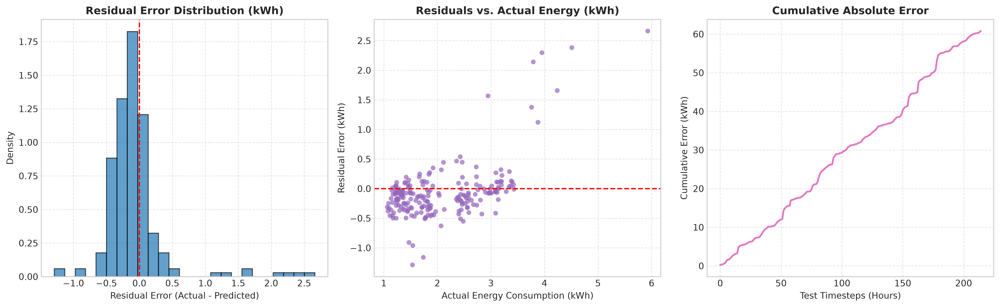 Residual Error Distribution (kWh)
Density
1.75
1.50
1.25
1.00
0.75
0.50
0.25
0.00
−1.0 −0.5 0.0 0.5 1.0 1.5 2.0 2.5
Residual Error (Actual - Predicted)
Residuals vs. Actual Energy (kWh)
Residual Error (kWh)
2.5
2.0
1.5
1.0
0.5
0.0
−0.5
−1.0
1 2 3 4 5 6
Actual Energy Consumption (kWh)
Cumulative Absolute Error
Cumulative Error (kWh)
60
50
40
30
20
10
0
0 50 100 150 200
Test Timesteps (Hours)